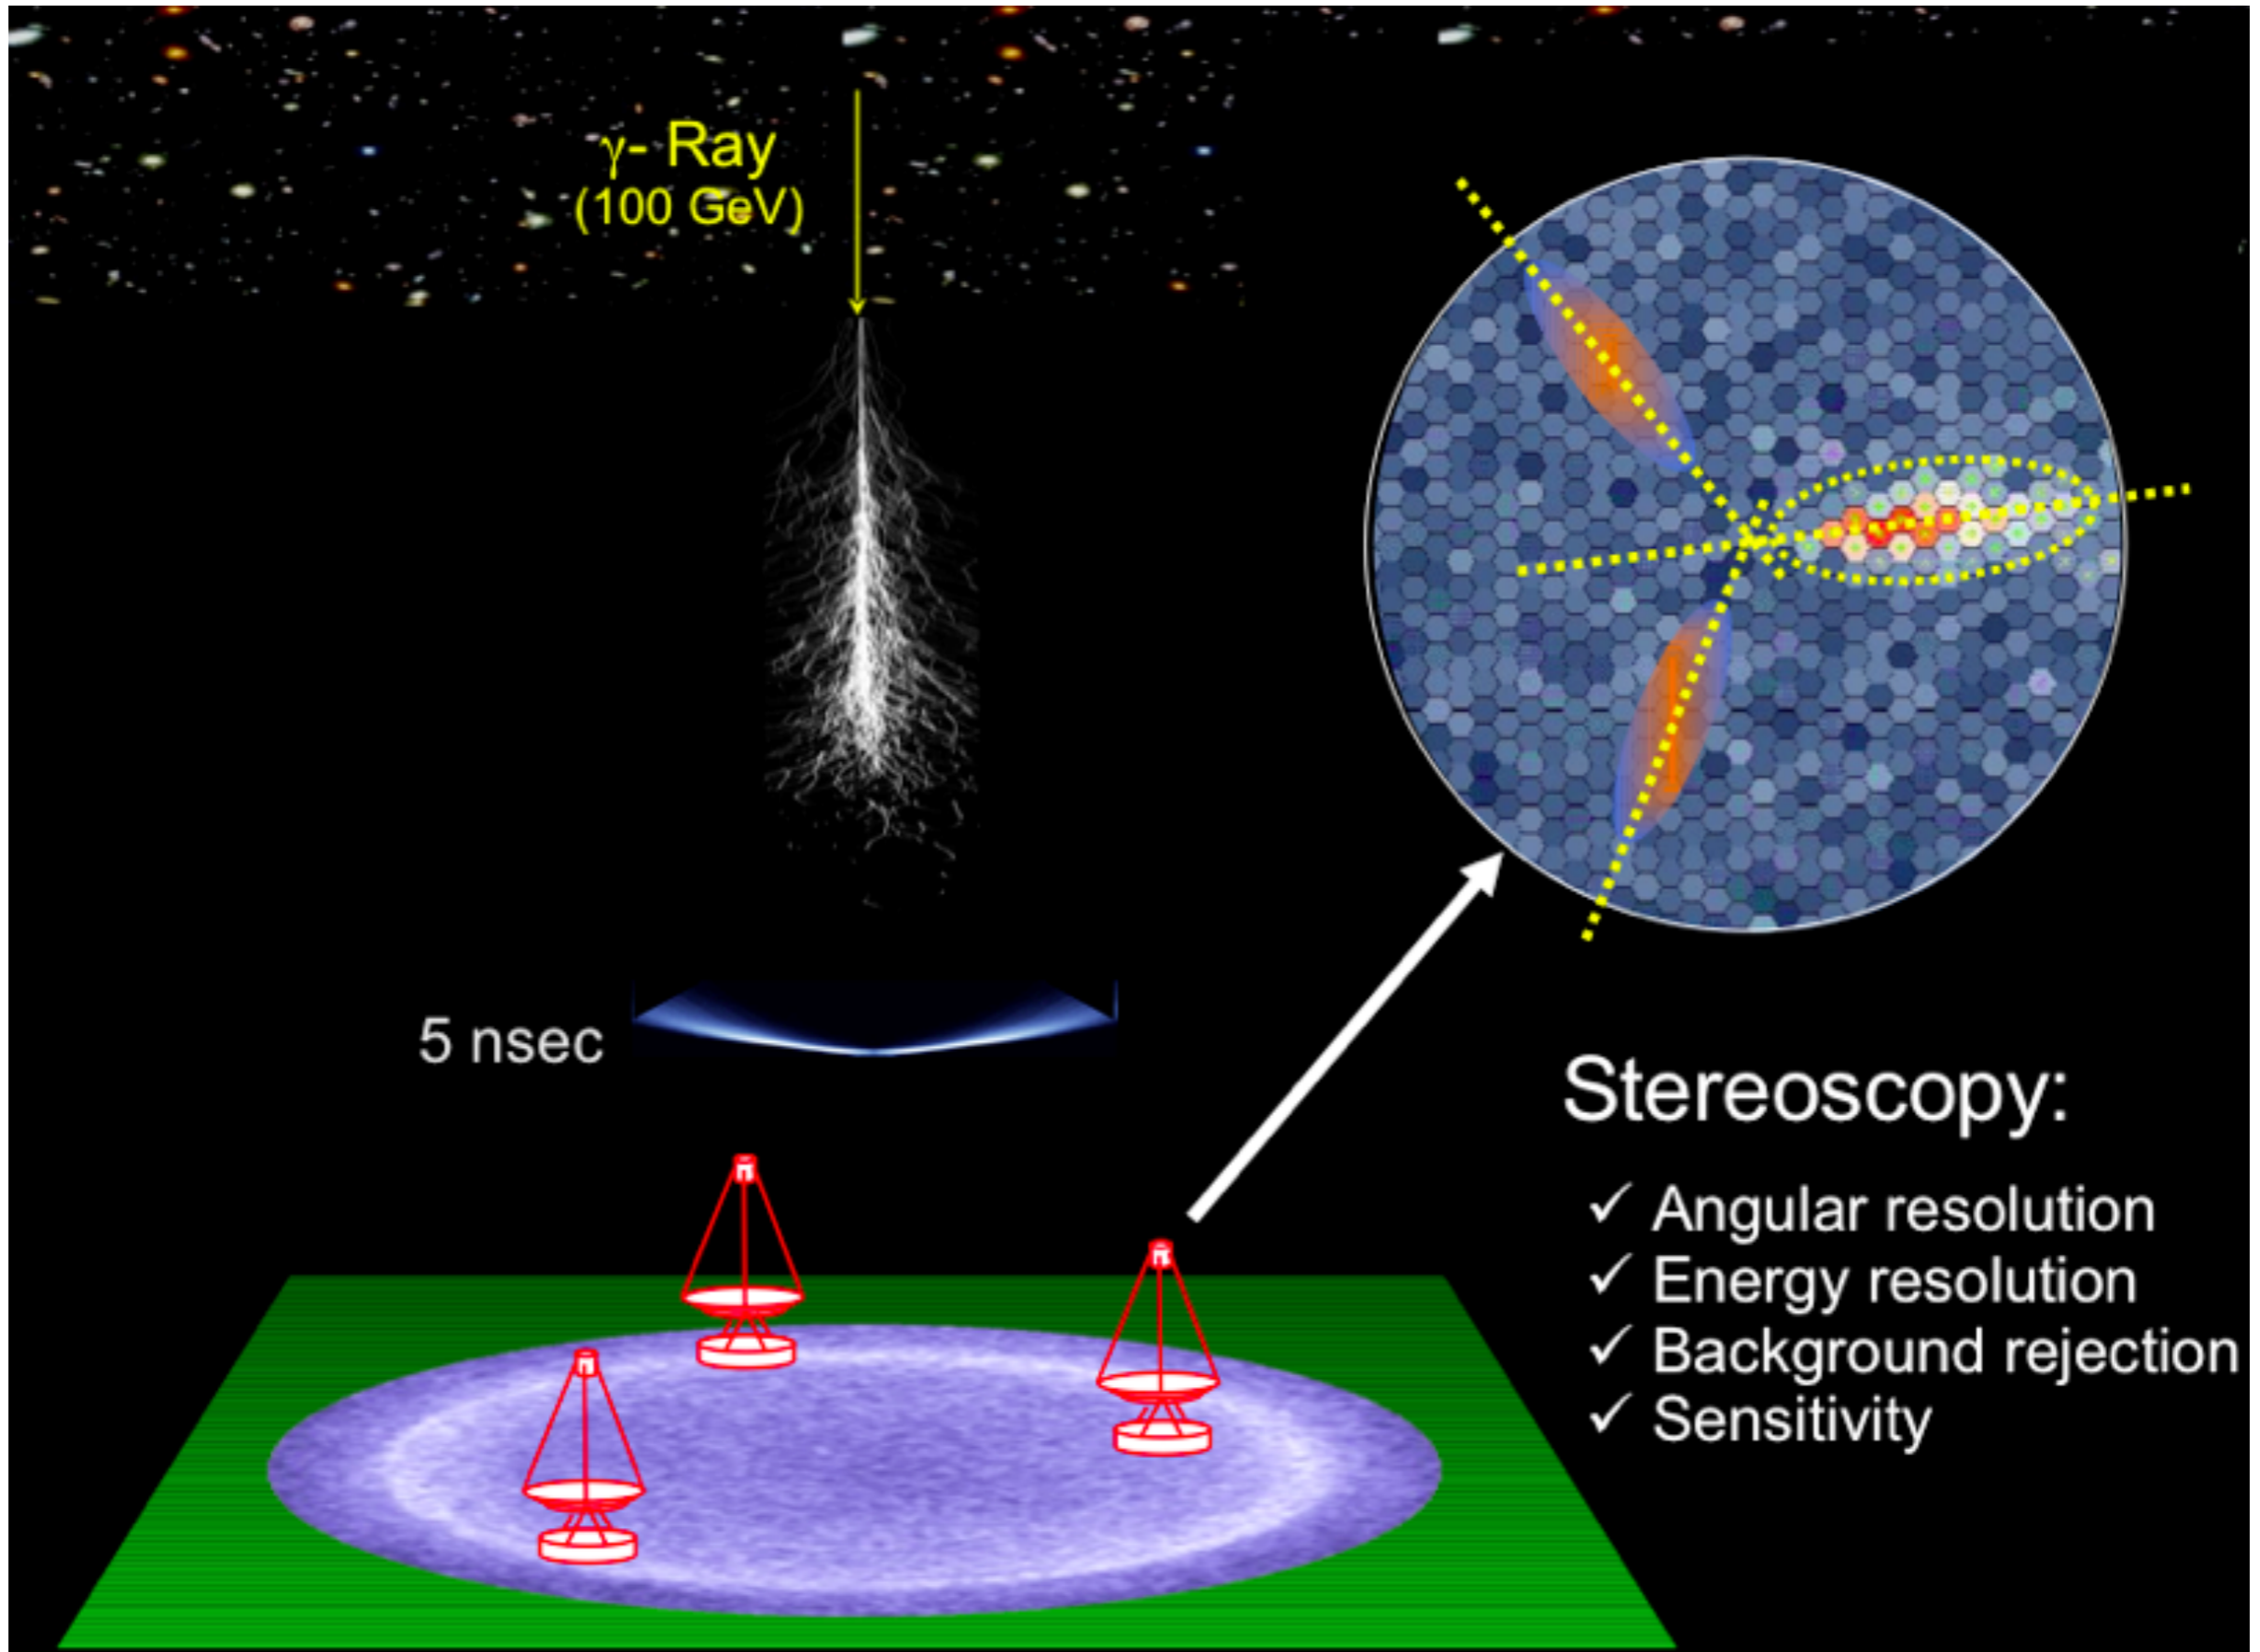 γ- Ray
(100 GeV)
5 nsec
Stereoscopy:
✓ Angular resolution
✓ Energy resolution
✓ Background rejection
✓ Sensitivity